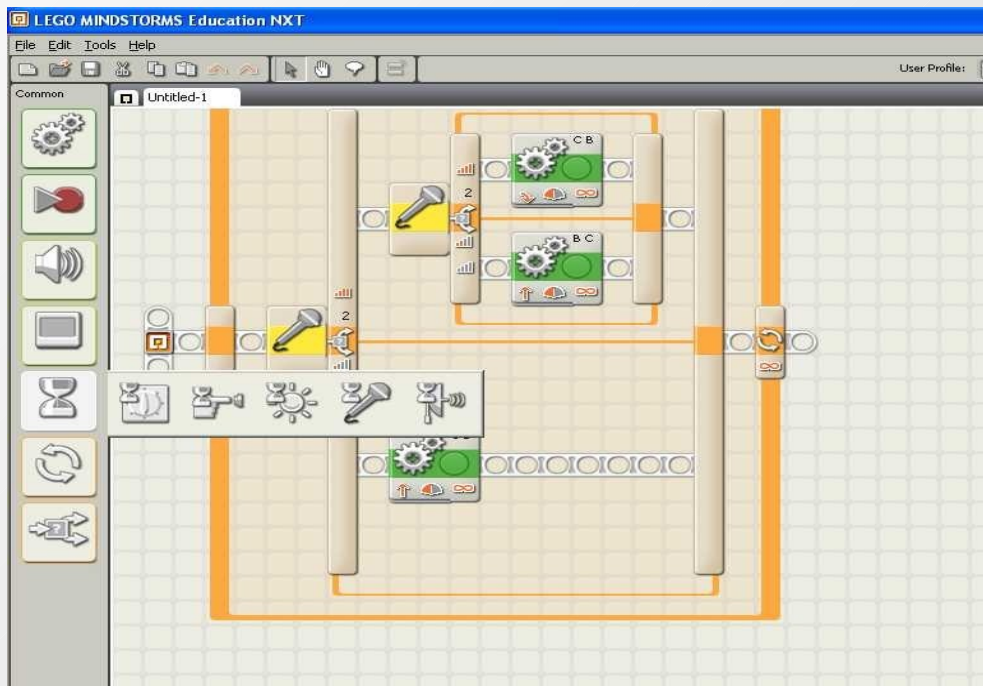 LEGO MINDSTORMS Education NXT
File Edit Tools Help
User Profile:
Common
Untitled-1
C B
2
B C
2